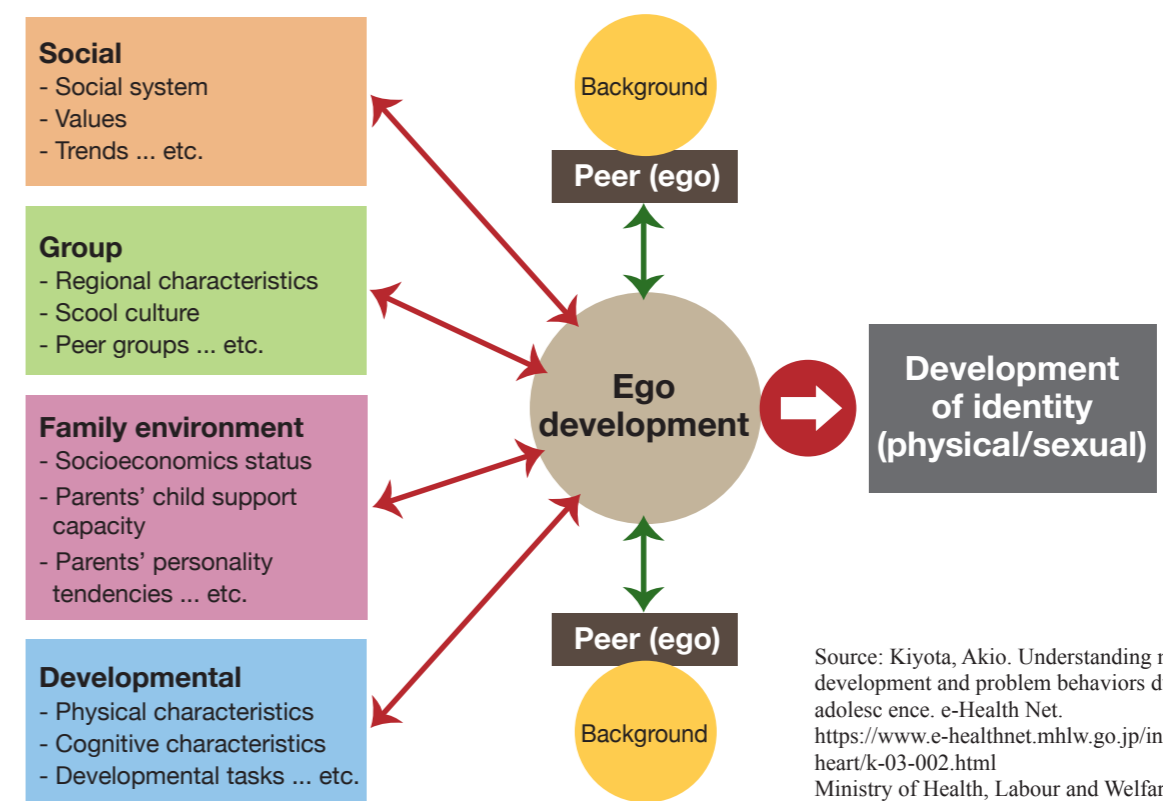 Social
- Social system
- Values
- Trends ... etc.
Group
- Regional characteristics
- Scool culture
- Peer groups ... etc.
Family environment
- Socioeconomics status
- Parents' child support
capacity
- Parents' personality
tendencies ... etc.
Developmental
- Physical characteristics
- Cognitive characteristics
- Developmental tasks ... etc.
Background
Peer (ego)
Ego
development
Peer (ego)
Background
Development
of identity
(physical/sexual)
Source: Kiyota, Akio. Understanding
development and problem behaviors
adolesc ence. e-Health Net.
https://www.e-healthnet.mhlw.go.jp/in
heart/k-03-002.html
Ministry of Health, Labour and